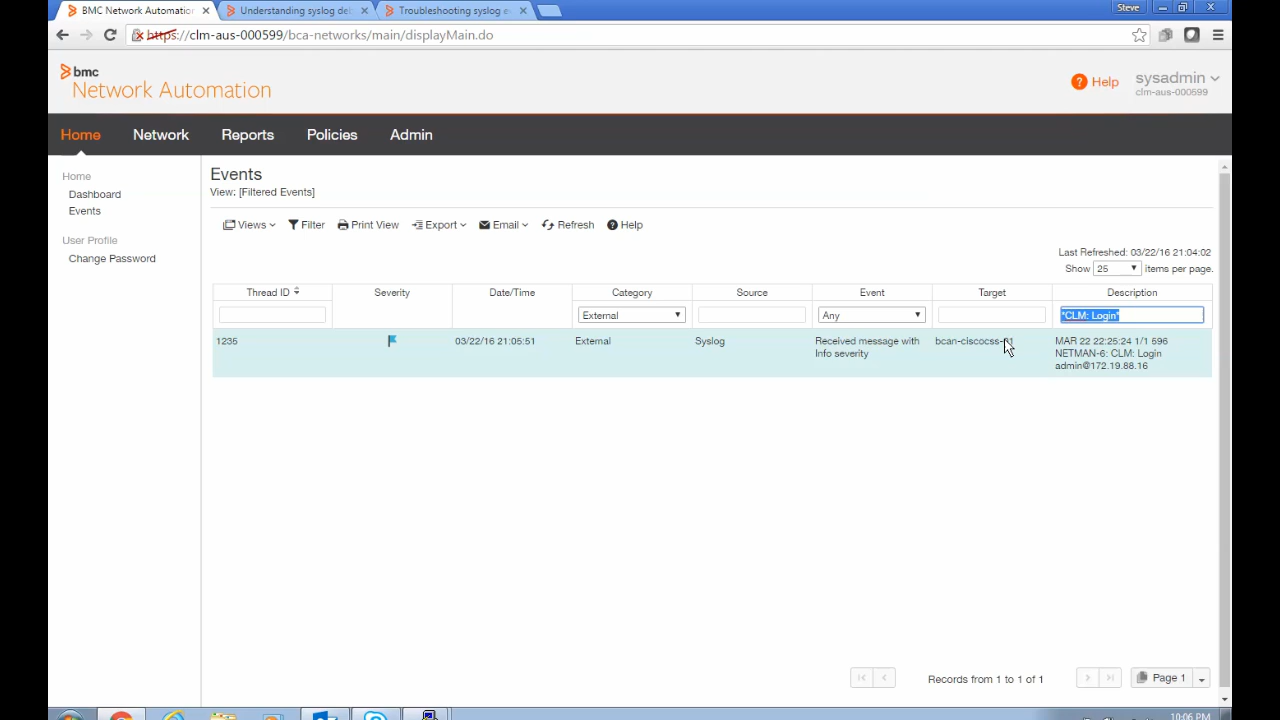 BMC Network Automation
Understanding syslog de
Troubleshooting syslog e
Steve
https://clm-aus-000599/bca-networks/main/displayMain.do
bmc
Network Automation
? Help
sysadmin
clm-aus-000599
Home Network Reports Policies Admin
Home
Dashboard
Events
User Profile
Change Password
Events
View: [Filtered Events]
Views Filter Print View Export Email Refresh ? Help
Last Refreshed: 03/22/16 21:04:02
Show 25 items per page.
Thread ID Severity Date/Time Category Source Event Target Description
External Any *CLM: Login*
1235 03/22/16 21:05:51 External Syslog Received message with bcan-ciscocss-01 MAR 22 22:25:24 1/1 596
Info severity NETMAN-6: CLM: Login
admin@172.19.88.16
Records from 1 to 1 of 1
Page 1
10:06 PM